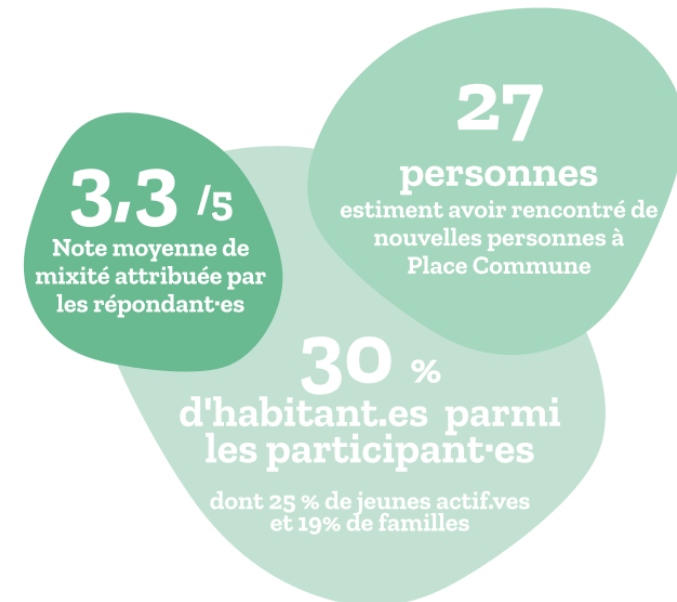 27
personnes
estiment avoir rencontré de
nouvelles personnes à
Place Commune
3,3 /5
Note moyenne de
mixité attribuée par
les répondant·es
30 %
d'habitant.es parmi
les participant·es
dont 25 % de jeunes actif.ves
et 19% de familles